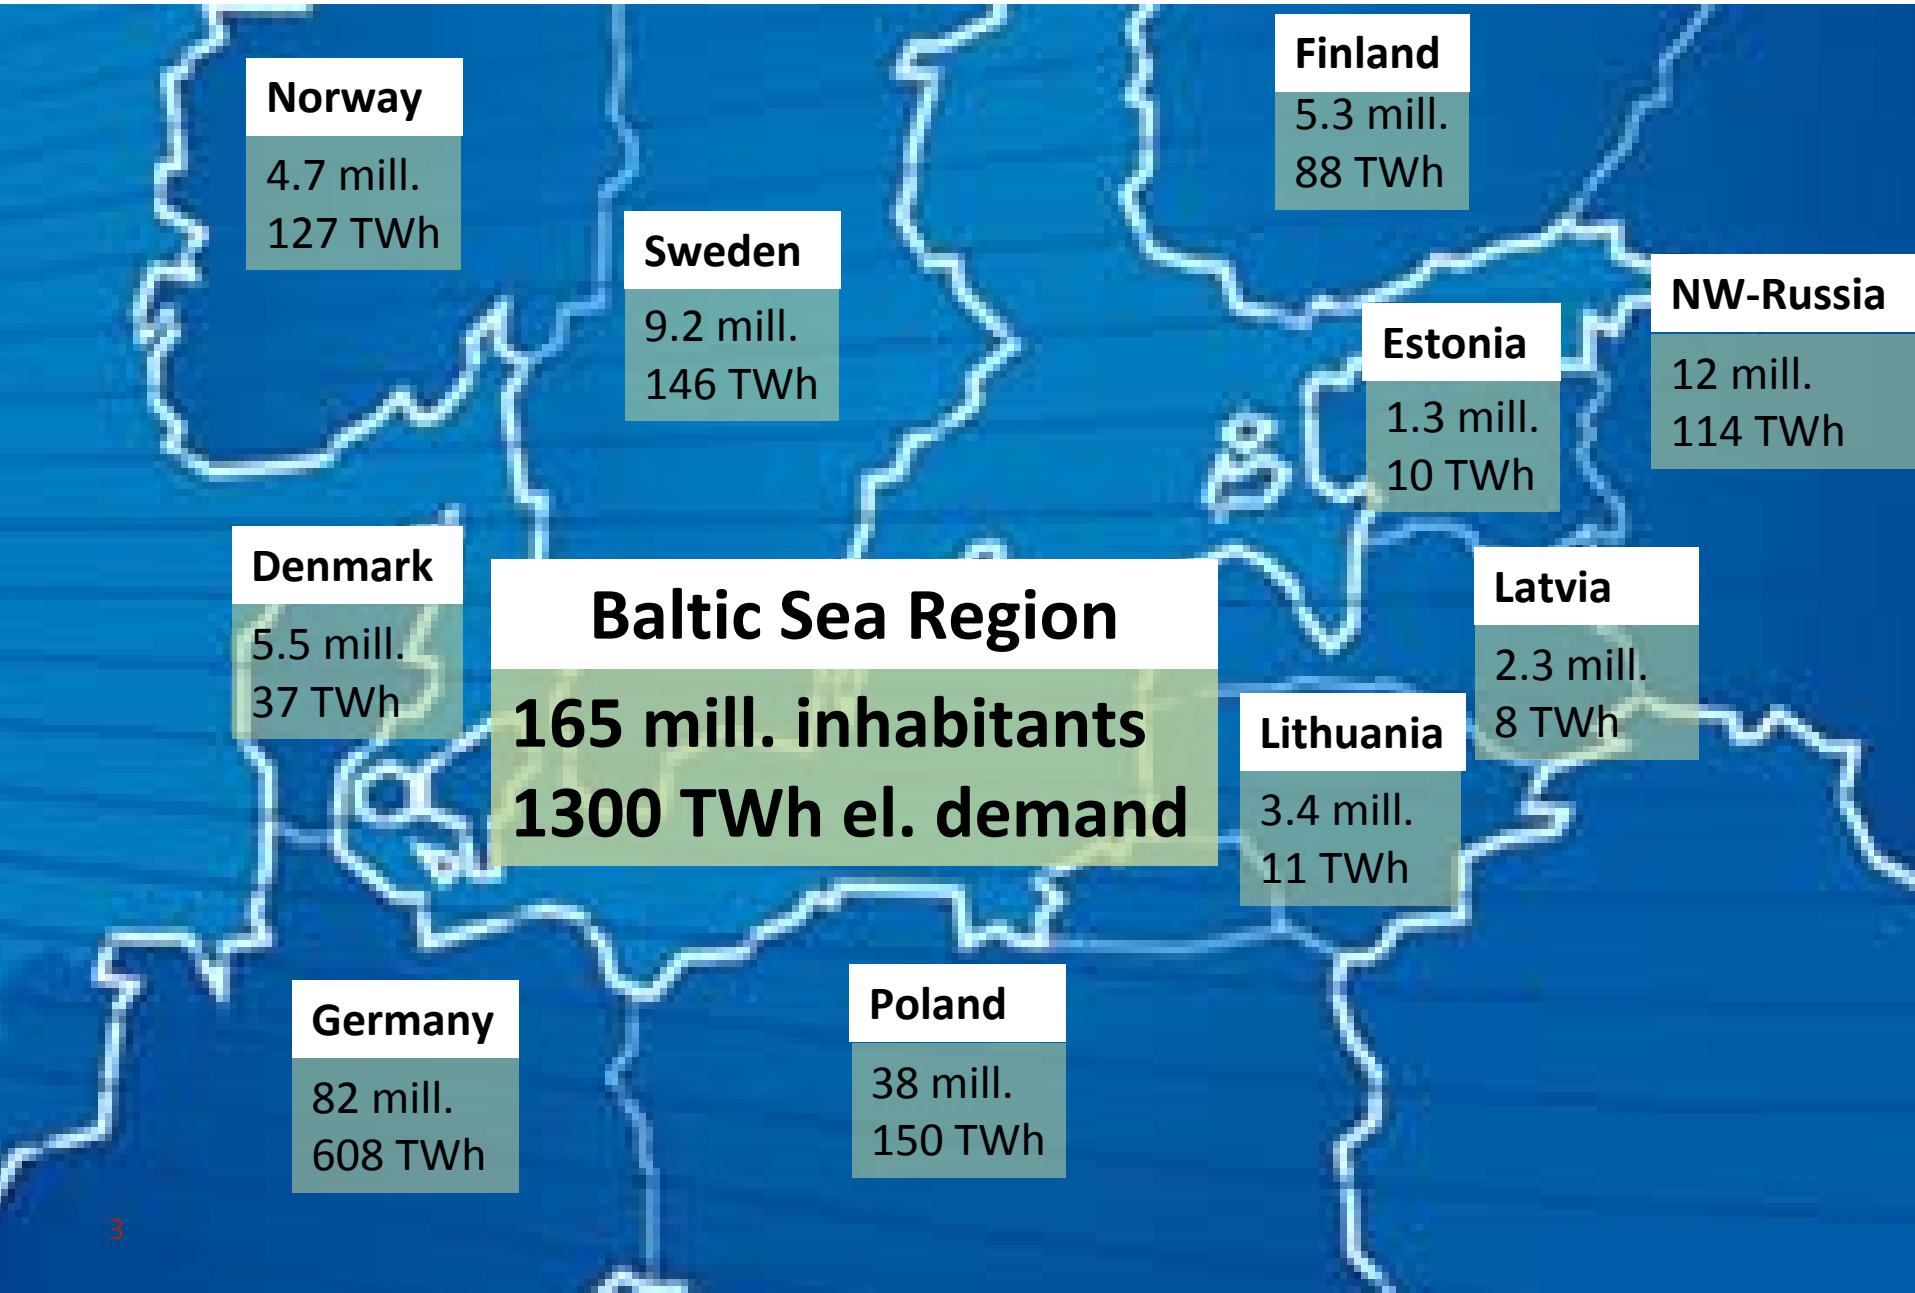 Finland
5.3 mill.
88 TWh
Norway
4.7 mill.
127 TWh
Sweden
9.2 mill.
146 TWh
NW-Russia
12 mill.
114 TWh
Estonia
1.3 mill.
10 TWh
Denmark
5.5 mill.
37 TWh
Baltic Sea Region
165 mill. inhabitants
1300 TWh el. demand
Latvia
2.3 mill.
8 TWh
Lithuania
3.4 mill.
11 TWh
Germany
82 mill.
608 TWh
Poland
38 mill.
150 TWh
3